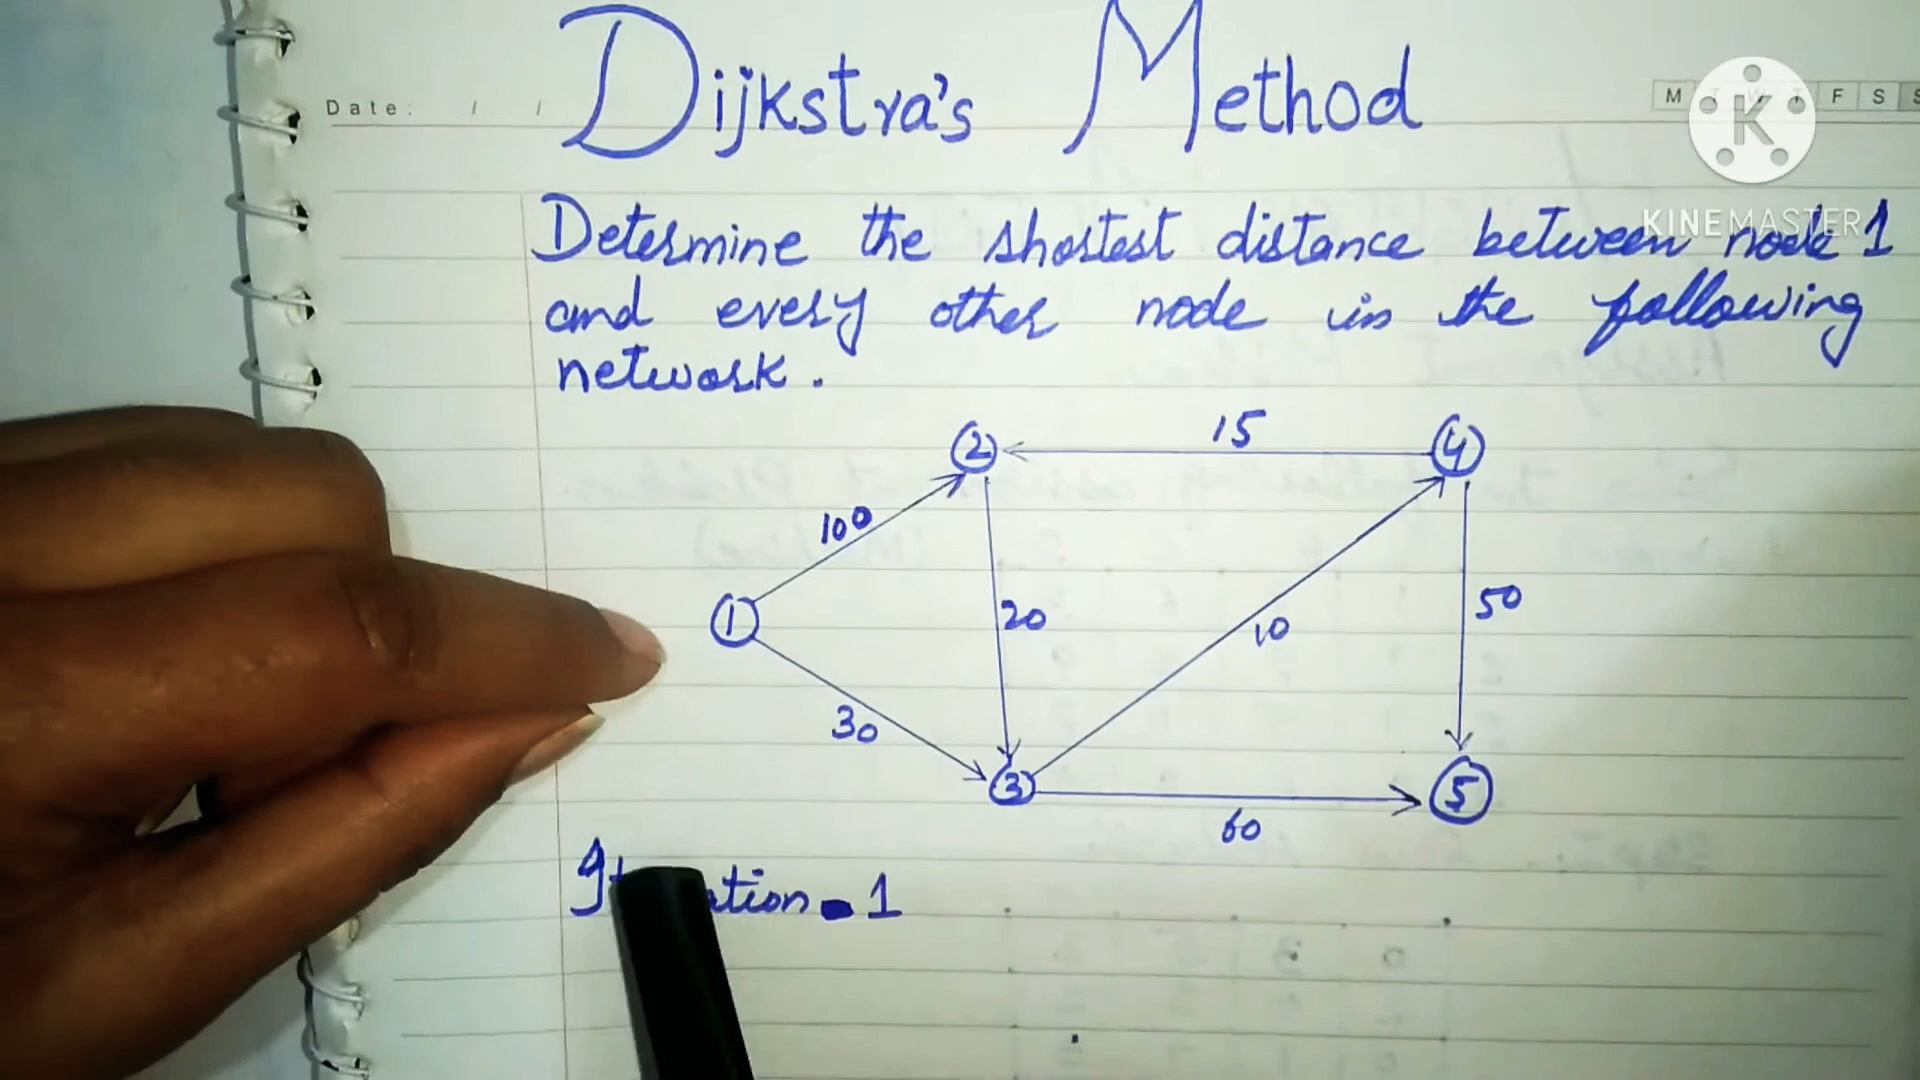 Dijkstra's Method
Date: / /
M T W T F S S
K
KINEMASTER
Determine the shortest distance between node 1
and every other node in the following
network.
2 15 4
100
1 20 10 50
30
3 60 5
Iteration - 1